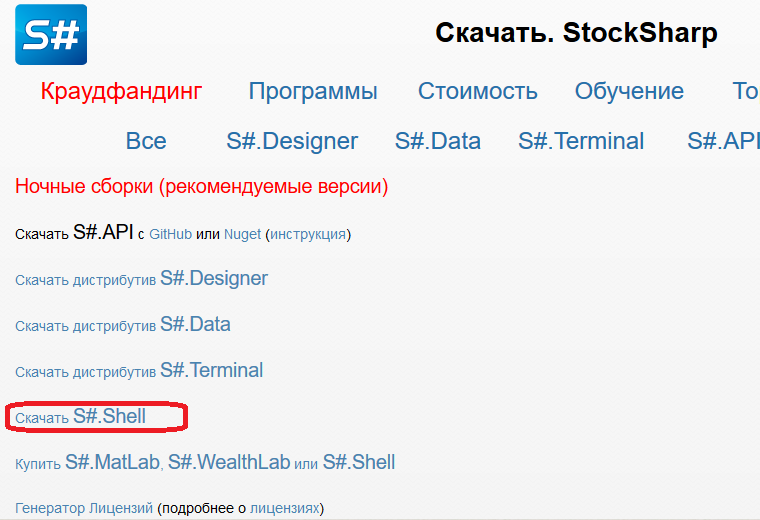 S#
Скачать. StockSharp
Краудфандинг Программы Стоимость Обучение То
Все S#.Designer S#.Data S#.Terminal S#.API
Ночные сборки (рекомендуемые версии)
Скачать S#.API с GitHub или Nuget (инструкция)
Скачать дистрибутив S#.Designer
Скачать дистрибутив S#.Data
Скачать дистрибутив S#.Terminal
Скачать S#.Shell
Купить S#.MatLab, S#.WealthLab или S#.Shell
Генератор Лицензий (подробнее о лицензиях)